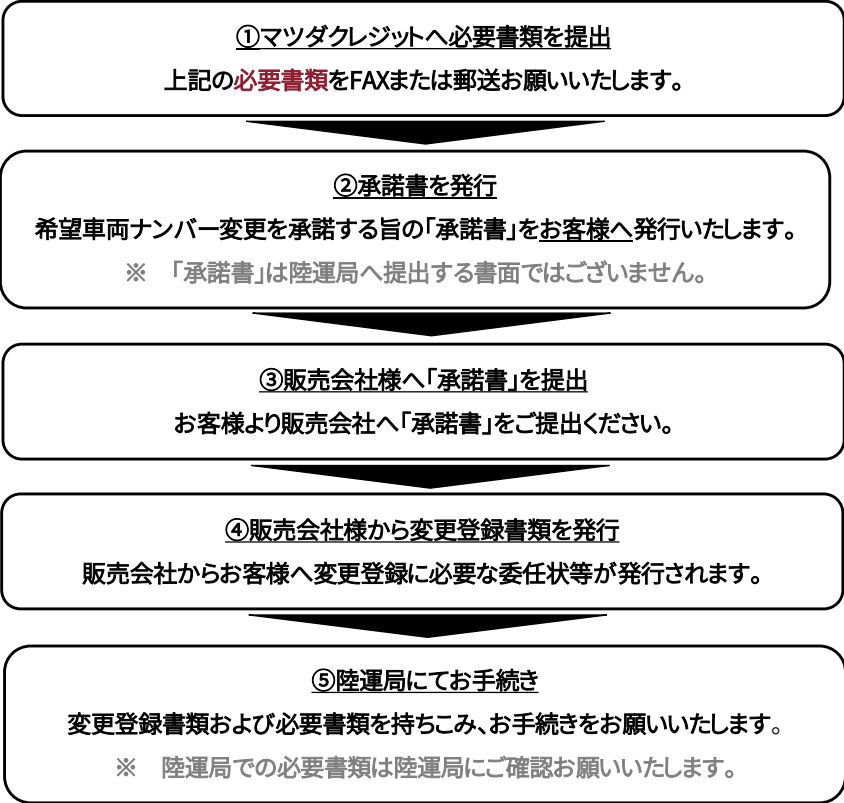 ①マツダクレジットへ必要書類を提出
上記の必要書類をFAXまたは郵送お願いいたします。
②承諾書を発行
希望車両ナンバー変更を承諾する旨の「承諾書」をお客様へ発行いたします。
※　「承諾書」は陸運局へ提出する書面ではございません。
③販売会社様へ「承諾書」を提出
お客様より販売会社へ「承諾書」をご提出ください。
④販売会社様から変更登録書類を発行
販売会社からお客様へ変更登録に必要な委任状等が発行されます。
⑤陸運局にてお手続き
変更登録書類および必要書類を持ちこみ、お手続きをお願いいたします。
※　陸運局での必要書類は陸運局にご確認お願いいたします。